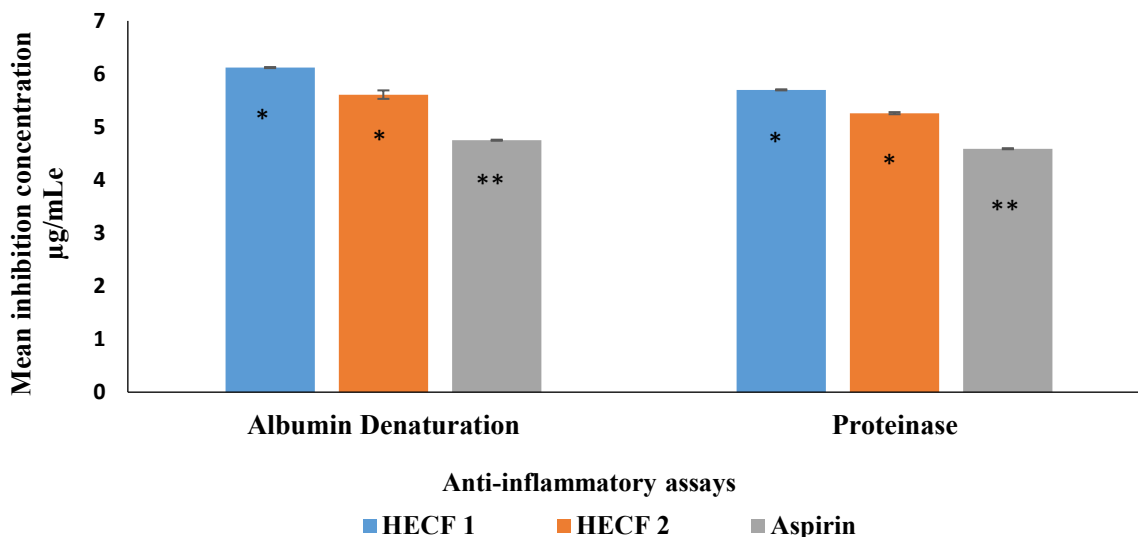 Mean inhibition concentration
µg/mLe
7
6
5
4
3
2
1
0
*
*
**
*
*
**
Albumin Denaturation
Proteinase
Anti-inflammatory assays
HECF 1
HECF 2
Aspirin